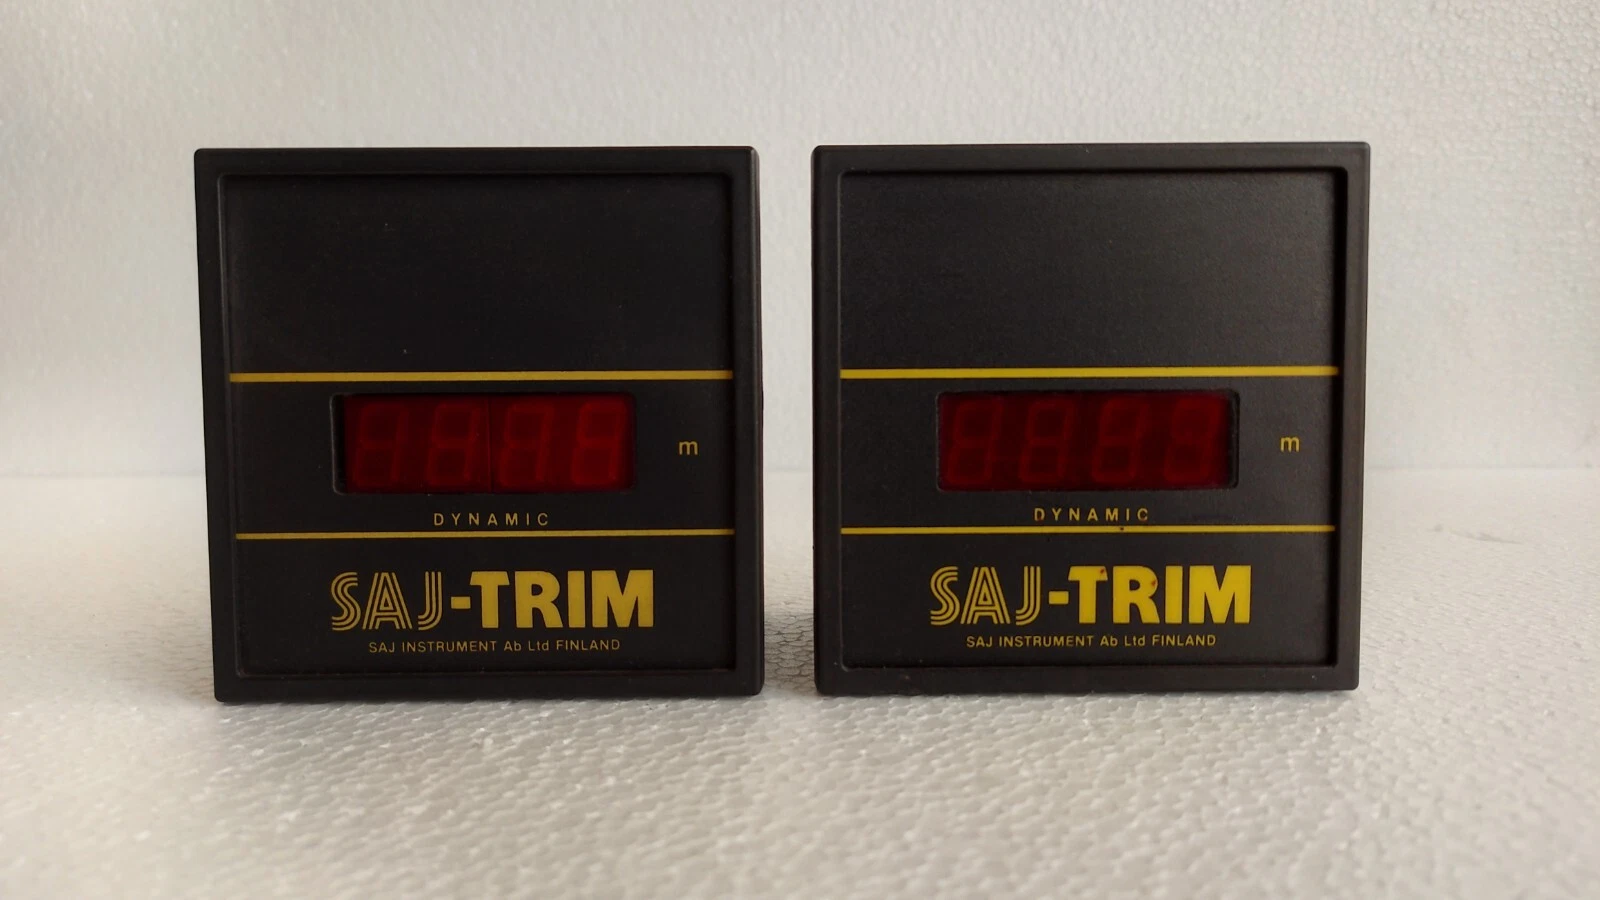 m
DYNAMIC
SAJ-TRIM
SAJ INSTRUMENT Ab Ltd FINLAND
m
DYNAMIC
SAJ-TRIM
SAJ INSTRUMENT Ab Ltd FINLAND